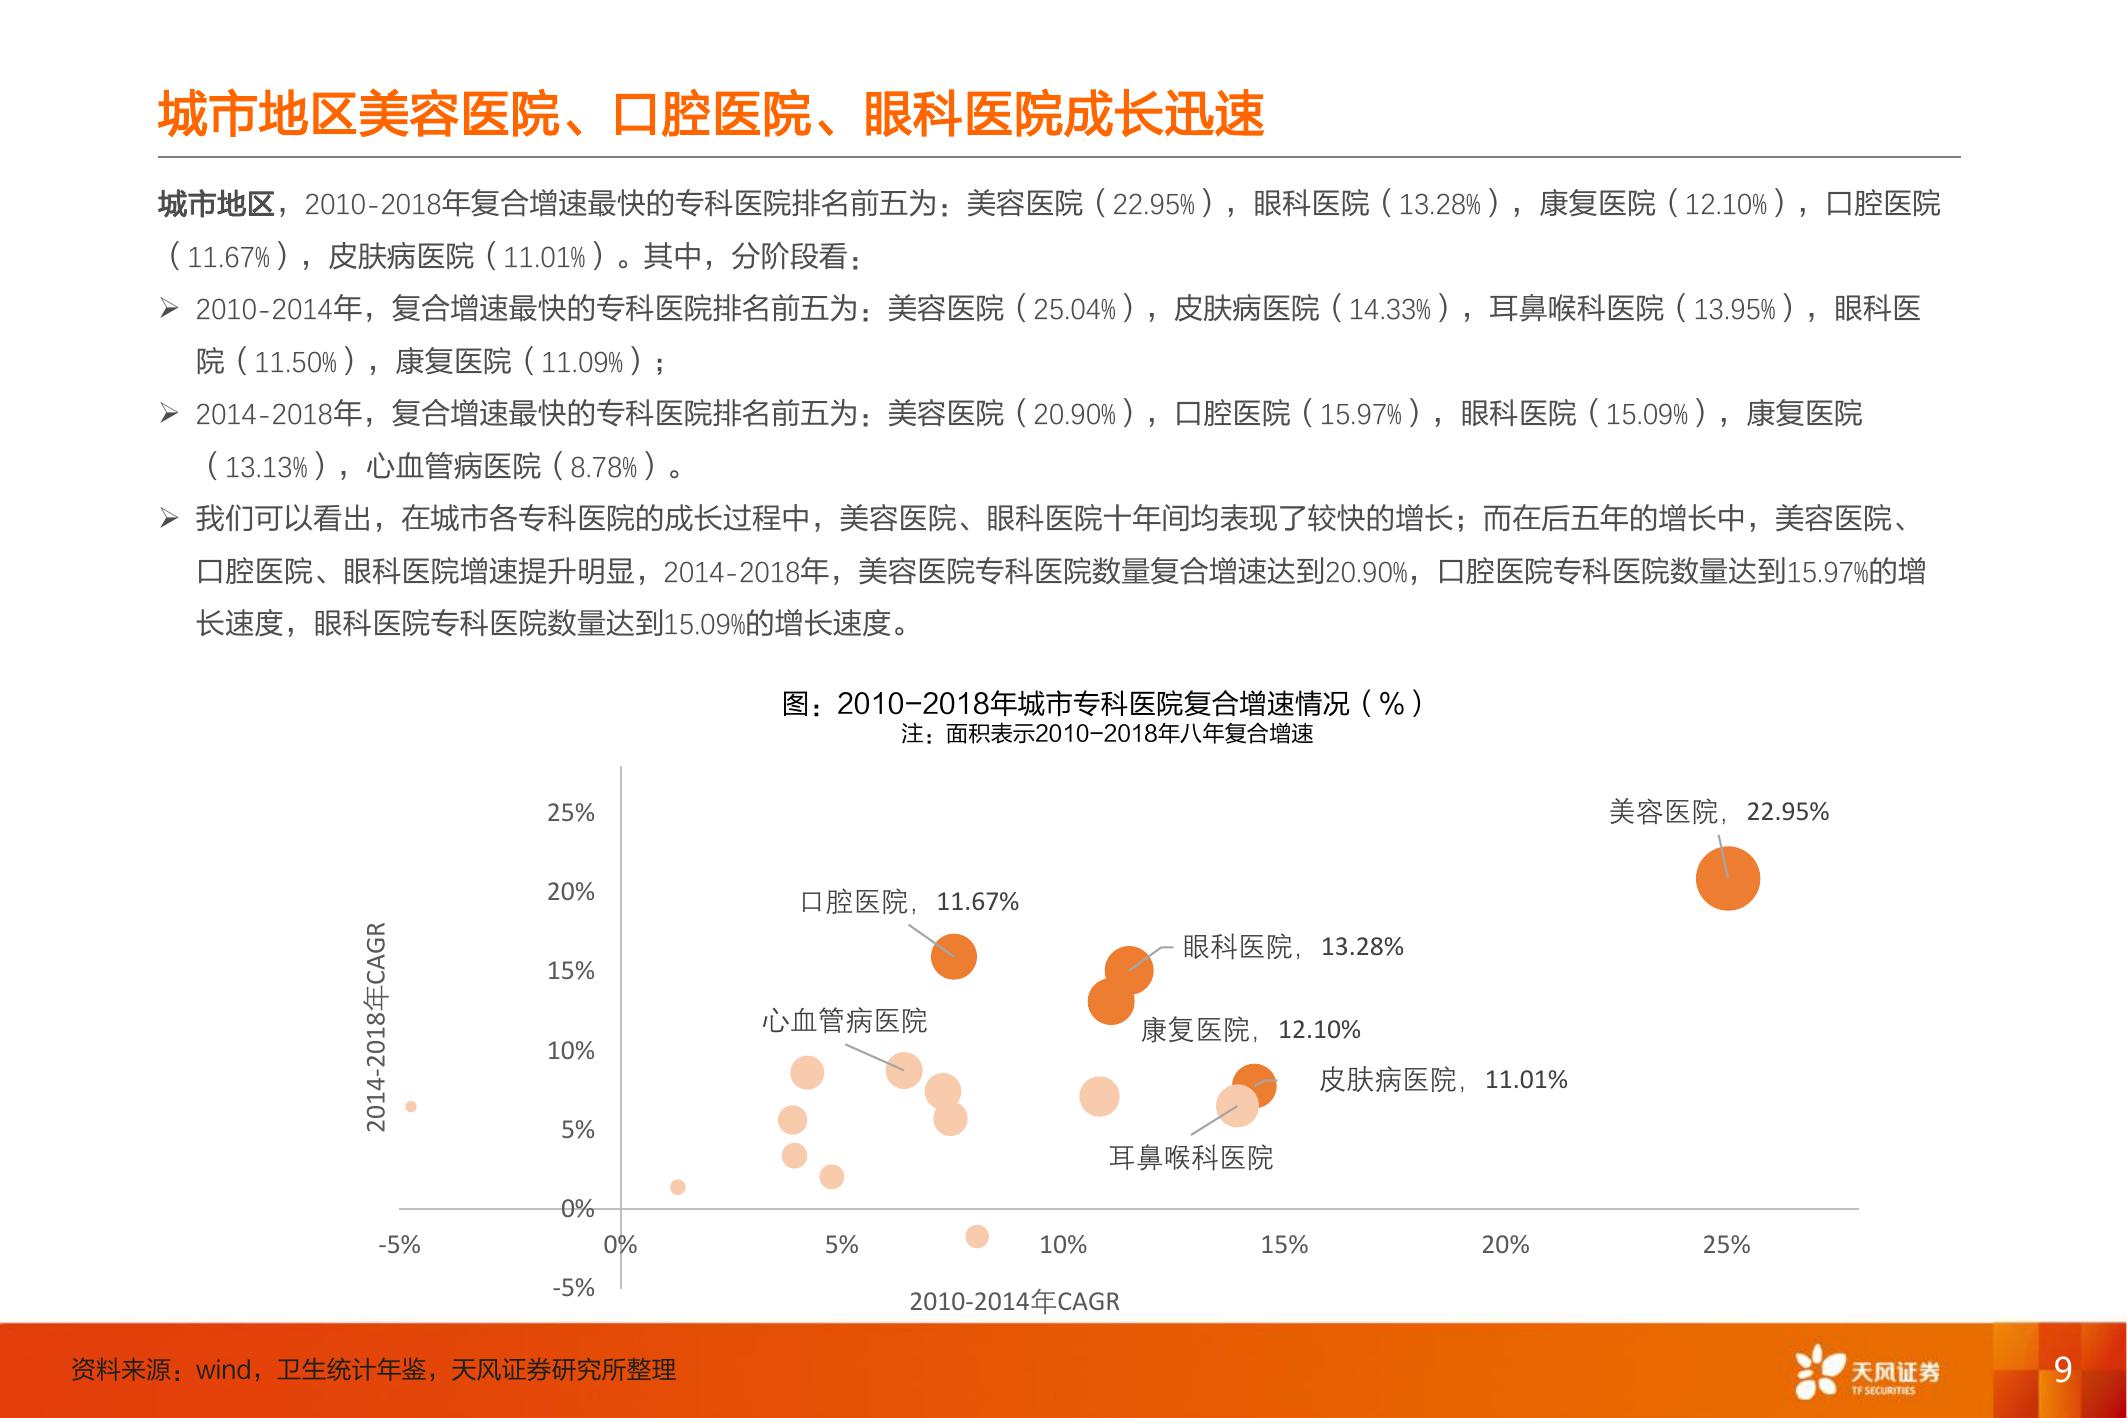 城市地区美容医院、口腔医院、眼科医院成长迅速
城市地区，2010-2018年复合增速最快的专科医院排名前五为：美容医院（22.95%），眼科医院（13.28%），康复医院（12.10%），口腔医院
（11.67%），皮肤病医院（11.01%）。其中，分阶段看：
➢ 2010-2014年，复合增速最快的专科医院排名前五为：美容医院（25.04%），皮肤病医院（14.33%），耳鼻喉科医院（13.95%），眼科医
院（11.50%），康复医院（11.09%）；
➢ 2014-2018年，复合增速最快的专科医院排名前五为：美容医院（20.90%），口腔医院（15.97%），眼科医院（15.09%），康复医院
（13.13%），心血管病医院（8.78%）。
➢ 我们可以看出，在城市各专科医院的成长过程中，美容医院、眼科医院十年间均表现了较快的增长；而在后五年的增长中，美容医院、
口腔医院、眼科医院增速提升明显，2014-2018年，美容医院专科医院数量复合增速达到20.90%，口腔医院专科医院数量达到15.97%的增
长速度，眼科医院专科医院数量达到15.09%的增长速度。
图：2010-2018年城市专科医院复合增速情况（%）
注：面积表示2010-2018年八年复合增速
25%
美容医院，22.95%
20%
口腔医院，11.67%
眼科医院，13.28%
15%
心血管病医院
康复医院，12.10%
10%
皮肤病医院，11.01%
5%
耳鼻喉科医院
0%
-5%
0%
5%
10%
15%
20%
25%
-5%
2014-2018年CAGR
2010-2014年CAGR
资料来源：wind，卫生统计年鉴，天风证券研究所整理
天风证券
TF SECURITIES
9